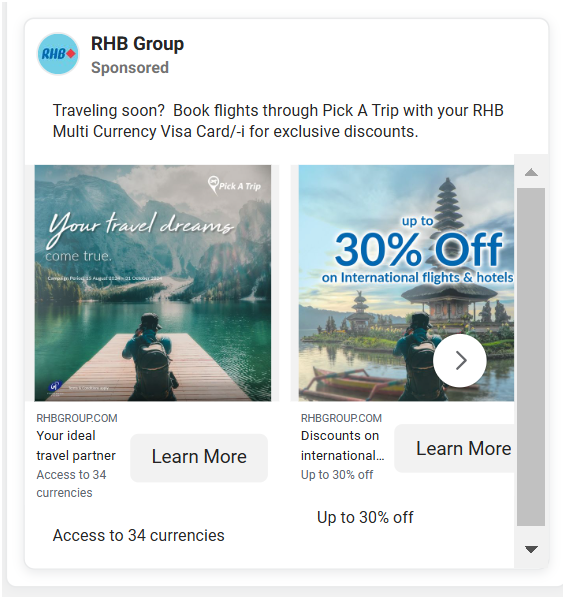 RHB Group
Sponsored
RHB
Traveling soon?  Book flights through Pick A Trip with your RHB
Multi Currency Visa Card/-i for exclusive discounts.
Pick A Trip
Your travel dreams
come true.
Campaign Period: 15 August 2024 – 31 October 2024
up to
30% Off
on International flights & hotels
RHBGROUP.COM
Your ideal
travel partner
Access to 34
currencies
Learn More
Access to 34 currencies
RHBGROUP.COM
Discounts on
international...
Up to 30% off
Learn More
Up to 30% off